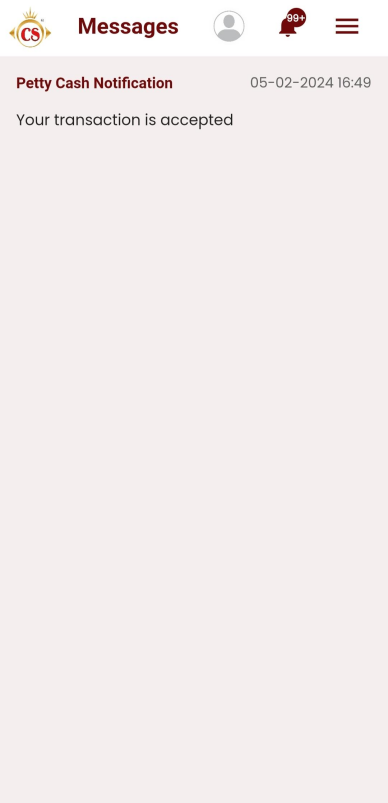 CS
Messages
99+
Petty Cash Notification 05-02-2024 16:49
Your transaction is accepted